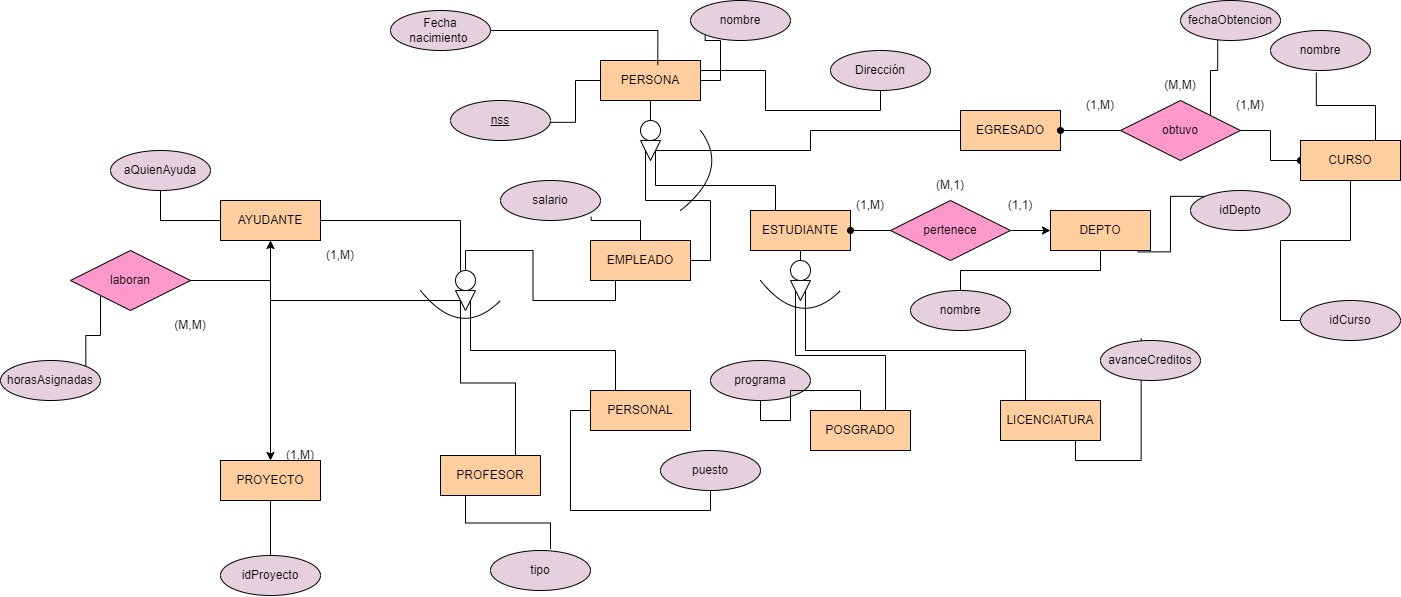 Fecha
nacimiento
nombre
fechaObtencion
nombre
PERSONA
Dirección
nss
(M,M)
(1,M)
(1,M)
EGRESADO
obtuvo
CURSO
aQuienAyuda
salario
(M,1)
AYUDANTE
(1,M)
(1,1)
idDepto
ESTUDIANTE
pertenece
DEPTO
(1,M)
EMPLEADO
laboran
nombre
idCurso
(M,M)
horasAsignadas
programa
avanceCreditos
PERSONAL
POSGRADO
LICENCIATURA
(1,M)
PROYECTO
PROFESOR
puesto
idProyecto
tipo